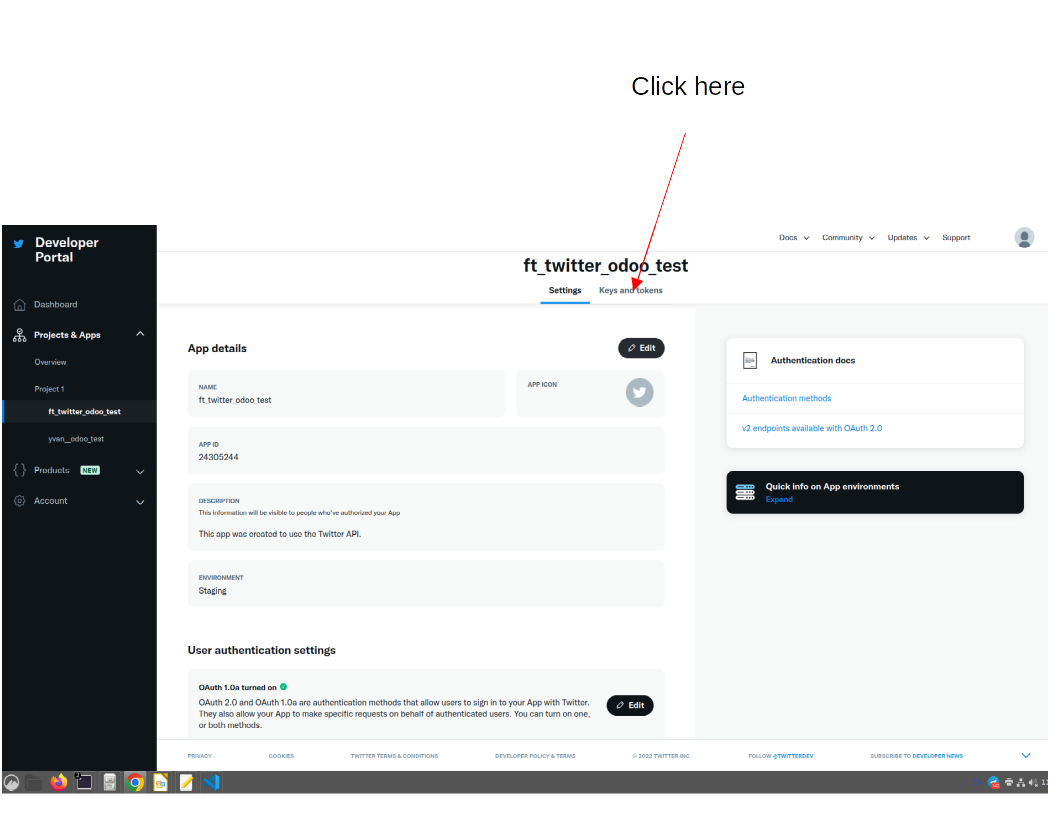 Click here
Developer
Portal
Docs
Community
Updates
Support
ft_twitter_odoo_test
Settings
Keys and tokens
Dashboard
Projects & Apps
Overview
Project 1
ft_twitter_odoo_test
yvan_odoo_test
Products NEW
Account
App details
Edit
NAME
ft_twitter_odoo_test
APP ICON
APP ID
24305244
DESCRIPTION
This information will be visible to people who've authorized your App
This app was created to use the Twitter API.
ENVIRONMENT
Staging
User authentication settings
OAuth 1.0a turned on
OAuth 2.0 and OAuth 1.0a are authentication methods that allow users to sign in to your App with Twitter.
They also allow your App to make specific requests on behalf of authenticated users. You can turn on one,
or both methods.
Edit
Authentication docs
Authentication methods
v2 endpoints available with OAuth 2.0
Quick info on App environments
Expand
PRIVACY
COOKIES
TWITTER TERMS & CONDITIONS
DEVELOPER POLICY & TERMS
© 2022 TWITTER INC.
FOLLOW @TWITTERDEV
SUBSCRIBE TO DEVELOPER NEWS